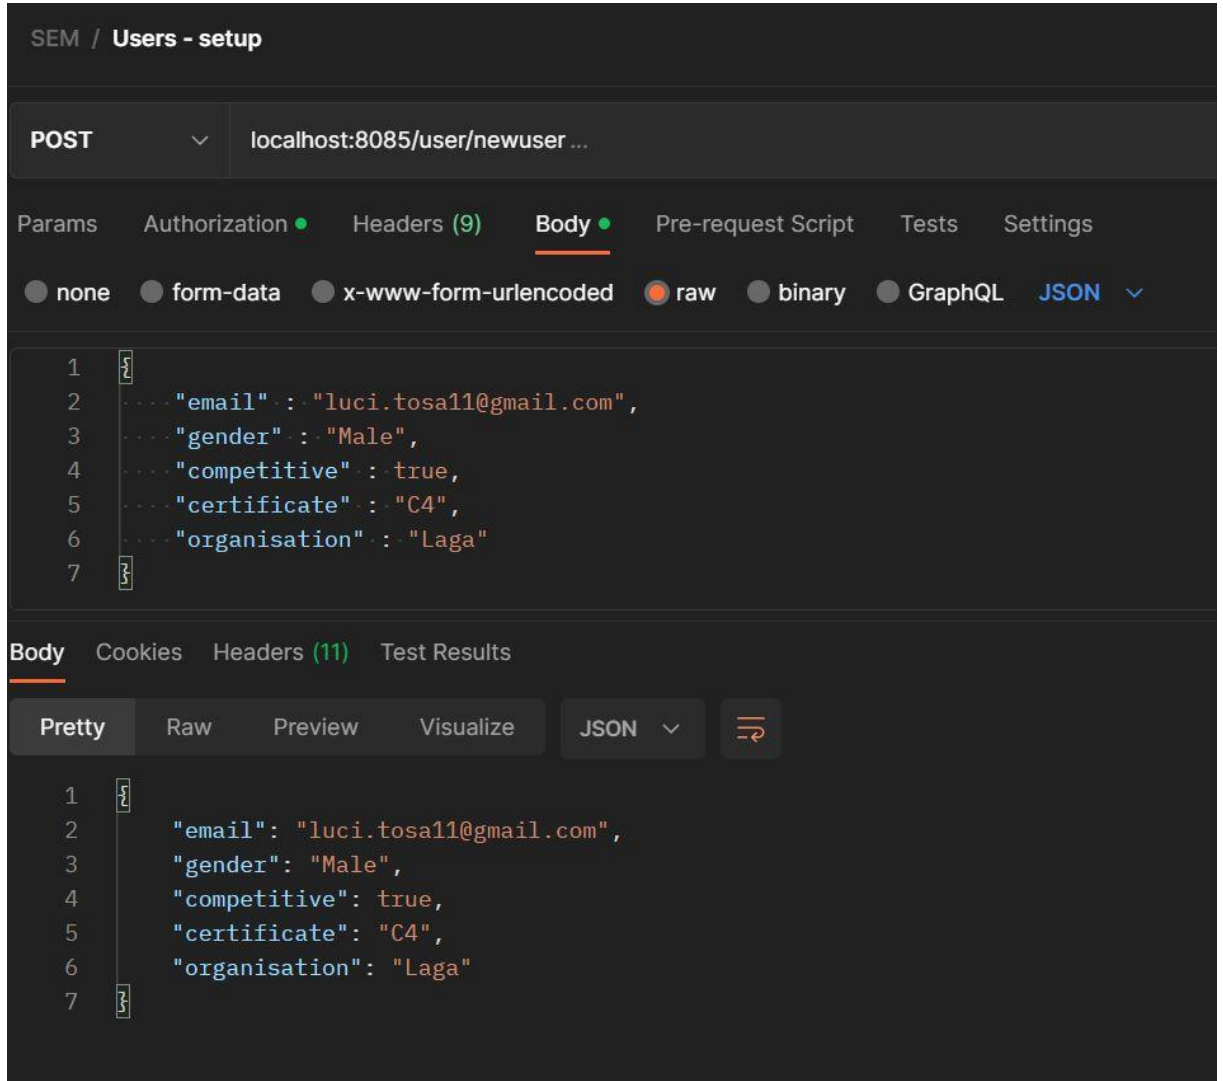 SEM / Users - setup
POST localhost:8085/user/newuser ...
Params Authorization Headers (9) Body Pre-request Script Tests Settings
none form-data x-www-form-urlencoded raw binary GraphQL JSON
1 {
2 "email" : "luci.tosa11@gmail.com",
3 "gender" : "Male",
4 "competitive" : true,
5 "certificate" : "C4",
6 "organisation" : "Laga"
7 }
Body Cookies Headers (11) Test Results
Pretty Raw Preview Visualize JSON
1 {
2 "email": "luci.tosa11@gmail.com",
3 "gender": "Male",
4 "competitive": true,
5 "certificate": "C4",
6 "organisation": "Laga"
7 }